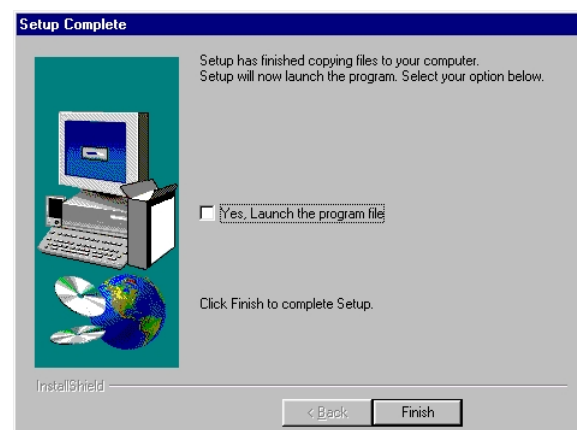 Setup Complete
Setup has finished copying files to your computer.
Setup will now launch the program. Select your option below.
Yes, Launch the program file
Click Finish to complete Setup.
InstallShield
< Back
Finish